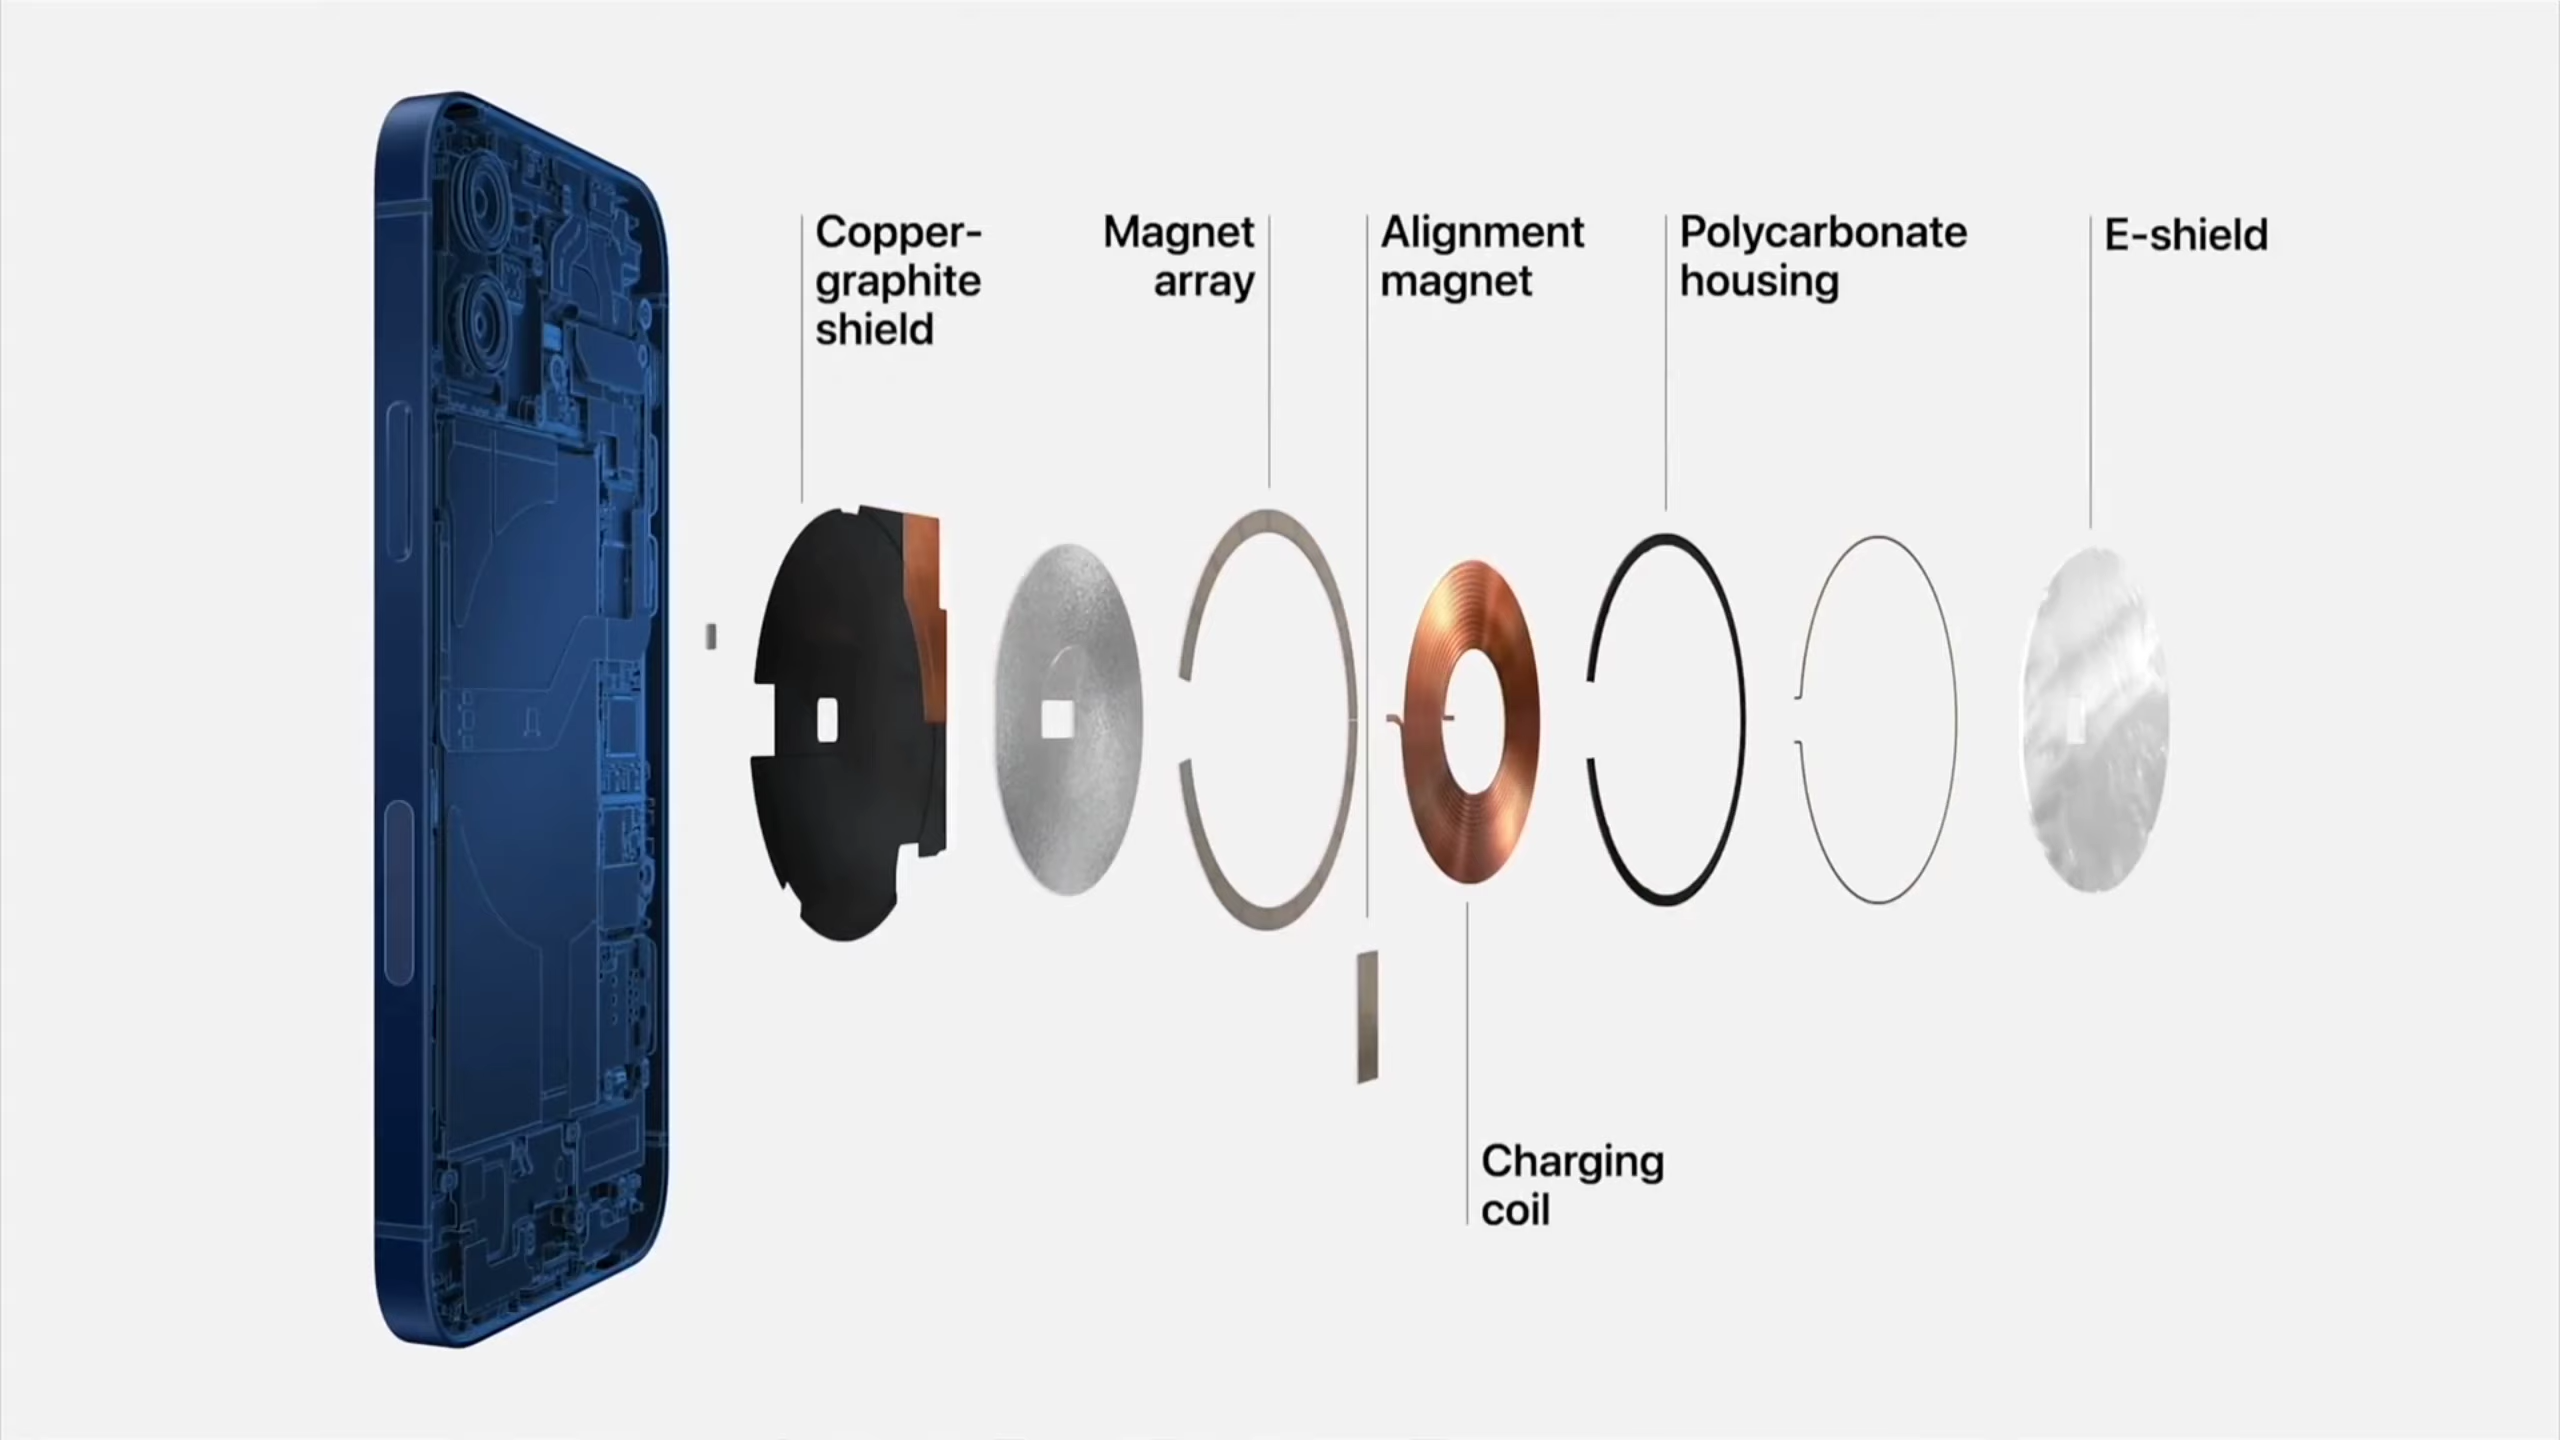 Copper-
graphite
shield
Magnet
array
Alignment
magnet
Polycarbonate
housing
E-shield
Charging
coil